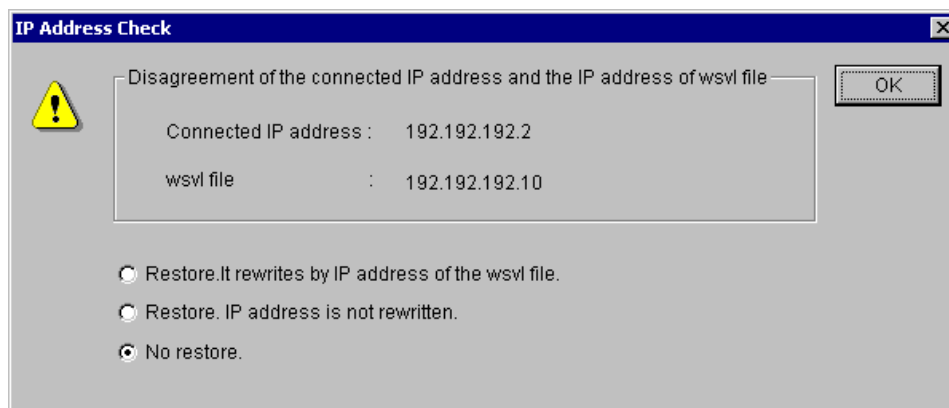 IP Address Check
Disagreement of the connected IP address and the IP address of wsvl file
OK
Connected IP address : 192.192.192.2
wsvl file : 192.192.192.10
Restore.It rewrites by IP address of the wsvl file.
Restore. IP address is not rewritten.
No restore.